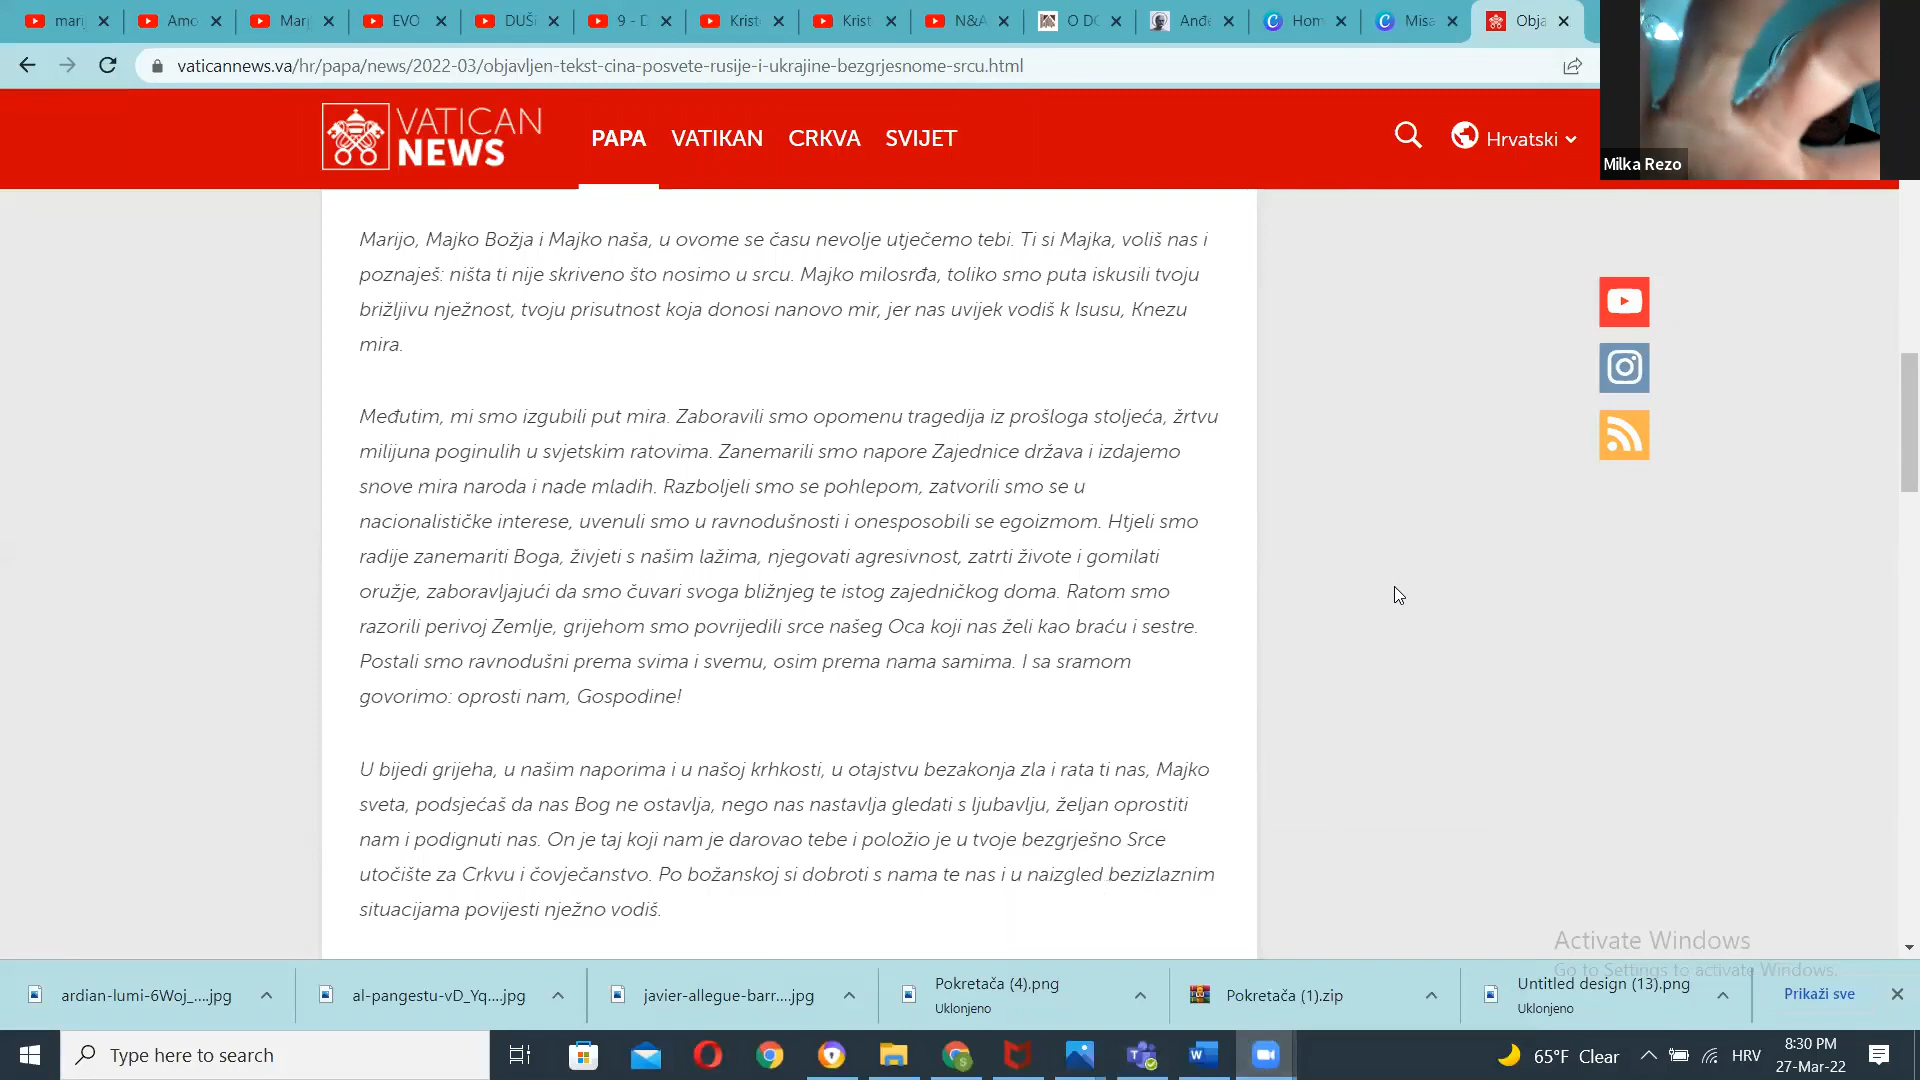 mari
Amo
Marj
EVO
DUŠ
9 - D
Krist
Krist
N&A
O DO
Anđe
Hom
Misa
Obja
vaticannews.va/hr/papa/news/2022-03/objavljen-tekst-cina-posvete-rusije-i-ukrajine-bezgrjesnome-srcu.html
VATICAN
NEWS
PAPA VATIKAN CRKVA SVIJET
Hrvatski
Milka Rezo
Marijo, Majko Božja i Majko naša, u ovome se času nevolje utječemo tebi. Ti si Majka, voliš nas i
poznaješ: ništa ti nije skriveno što nosimo u srcu. Majko milosrđa, toliko smo puta iskusili tvoju
brižljivu nježnost, tvoju prisutnost koja donosi nanovo mir, jer nas uvijek vodiš k Isusu, Knezu
mira.
Međutim, mi smo izgubili put mira. Zaboravili smo opomenu tragedija iz prošloga stoljeća, žrtvu
milijuna poginulih u svjetskim ratovima. Zanemarili smo napore Zajednice država i izdajemo
snove mira naroda i nade mladih. Razboljeli smo se pohlepom, zatvorili smo se u
nacionalističke interese, uvenuli smo u ravnodušnosti i onesposobili se egoizmom. Htjeli smo
radije zanemariti Boga, živjeti s našim lažima, njegovati agresivnost, zatrti živote i gomilati
oružje, zaboravljajući da smo čuvari svoga bližnjeg te istog zajedničkog doma. Ratom smo
razorili perivoj Zemlje, grijehom smo povrijedili srce našeg Oca koji nas želi kao braću i sestre.
Postali smo ravnodušni prema svima i svemu, osim prema nama samima. I sa sramom
govorimo: oprosti nam, Gospodine!
U bijedi grijeha, u našim naporima i u našoj krhkosti, u otajstvu bezakonja zla i rata ti nas, Majko
sveta, podsjećaš da nas Bog ne ostavlja, nego nas nastavlja gledati s ljubavlju, željan oprostiti
nam i podignuti nas. On je taj koji nam je darovao tebe i položio je u tvoje bezgrješno Srce
utočište za Crkvu i čovječanstvo. Po božanskoj si dobroti s nama te nas i u naizgled bezizlaznim
situacijama povijesti nježno vodiš.
Activate Windows
Go to Settings to activate Windows.
ardian-lumi-6Woj_....jpg
al-pangestu-vD_Yq....jpg
javier-allegue-barr....jpg
Pokretača (4).png
Uklonjeno
Pokretača (1).zip
Untitled design (13).png
Uklonjeno
Prikaži sve
Type here to search
65°F Clear
HRV
8:30 PM
27-Mar-22